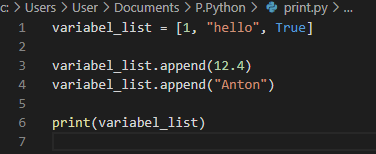 c: > Users > User > Documents > P.Python > print.py > ...
1 variabel_list = [1, "hello", True]
2
3 variabel_list.append(12.4)
4 variabel_list.append("Anton")
5
6 print(variabel_list)
7